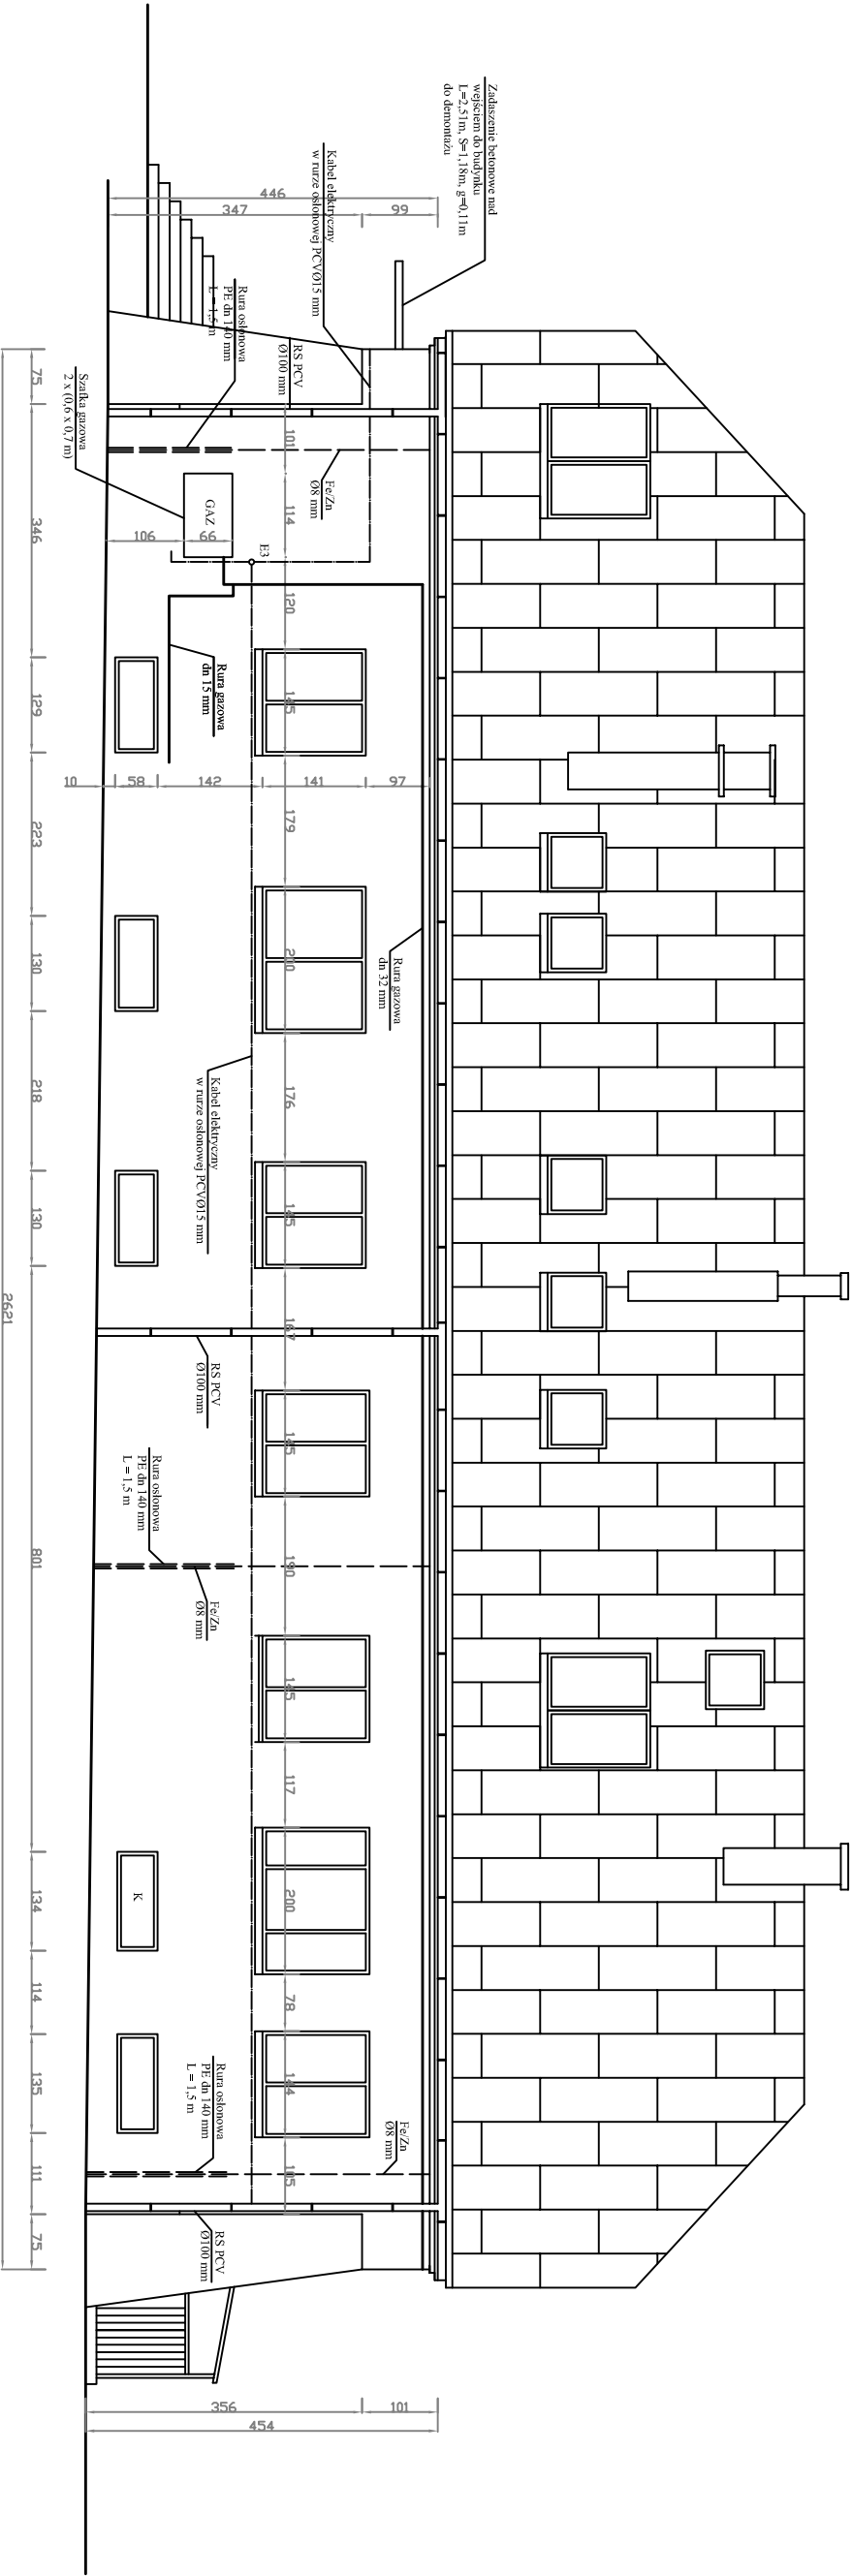 Zadaszenie betonowe nad
wejściem do budynku
L=2,51m, S=1,18m, g=0,11m
do demontażu
Kabel elektryczny
w rurze osłonowej PCVØ15 mm
446
347
99
Rura osłonowa
PE dn 140 mm
L = 1,5 m
RS PCV
Ø100 mm
Szafka gazowa
2 x (0,6 x 0,7 m)
Fe/Zn
Ø8 mm
GAZ
106
66
E3
Rura gazowa
dn 15 mm
10
58
142
141
97
Rura gazowa
dn 32 mm
Kabel elektryczny
w rurze osłonowej PCVØ15 mm
RS PCV
Ø100 mm
Rura osłonowa
PE dn 140 mm
L = 1,5 m
Fe/Zn
Ø8 mm
K
Rura osłonowa
PE dn 140 mm
L = 1,5 m
Fe/Zn
Ø8 mm
RS PCV
Ø100 mm
101
114
120
145
179
200
176
145
167
145
190
145
117
200
78
144
105
75
346
129
223
130
218
130
801
134
114
135
111
75
2621
356
101
454